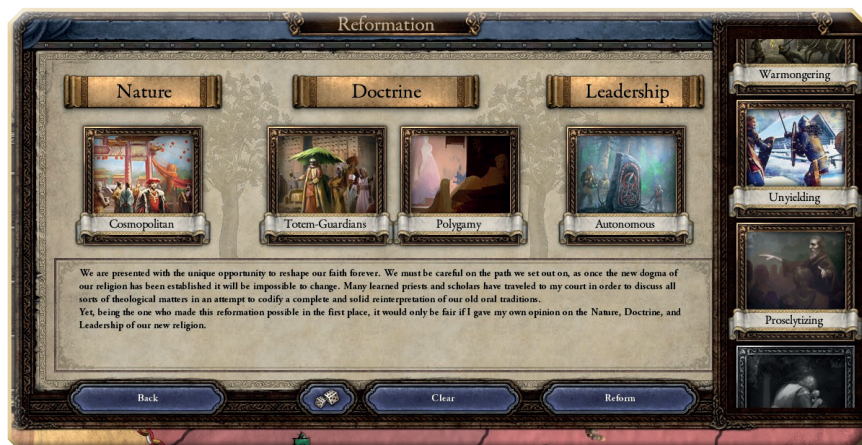 Reformation
Nature
Doctrine
Leadership
Cosmopolitan
Totem-Guardians
Polygamy
Autonomous
We are presented with the unique opportunity to reshape our faith forever. We must be careful on the path we set out on, as once the new dogma of
our religion has been established it will be impossible to change. Many learned priests and scholars have traveled to my court in order to discuss all
sorts of theological matters in an attempt to codify a complete and solid reinterpretation of our old oral traditions.
Yet, being the one who made this reformation possible in the first place, it would only be fair if I gave my own opinion on the Nature, Doctrine, and
Leadership of our new religion.
Back
Clear
Reform
Warmongering
Unyielding
Proselytizing